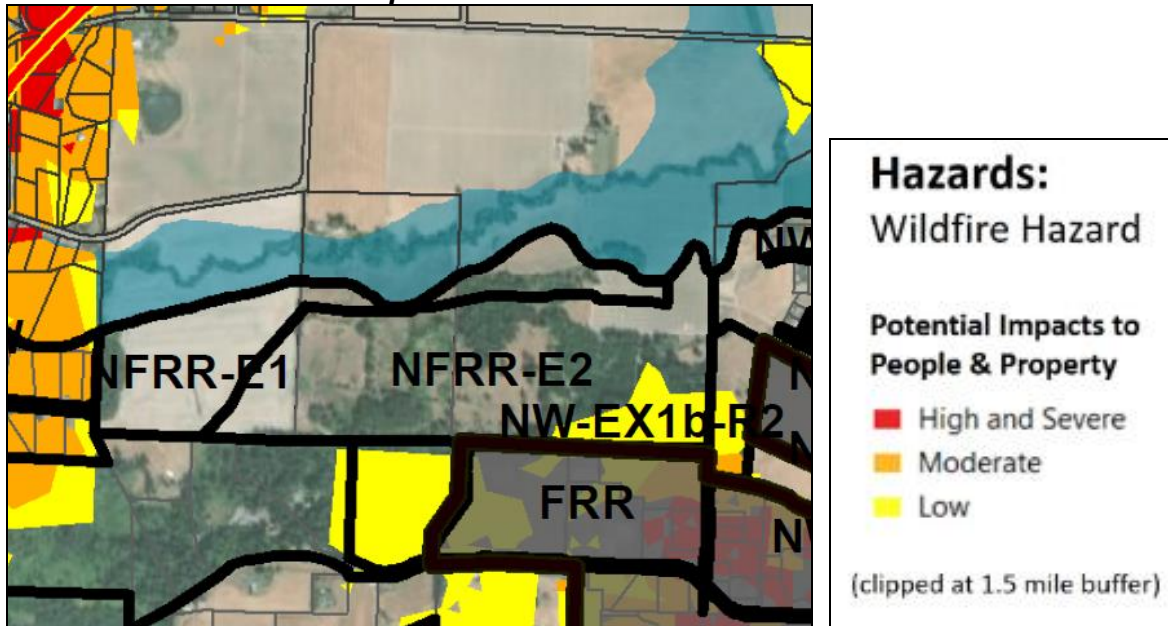 NW
NFRR-E1
NFRR-E2
NW-EX1b-R2
FRR
Hazards:
Wildfire Hazard
Potential Impacts to
People & Property
High and Severe
Moderate
Low
(clipped at 1.5 mile buffer)